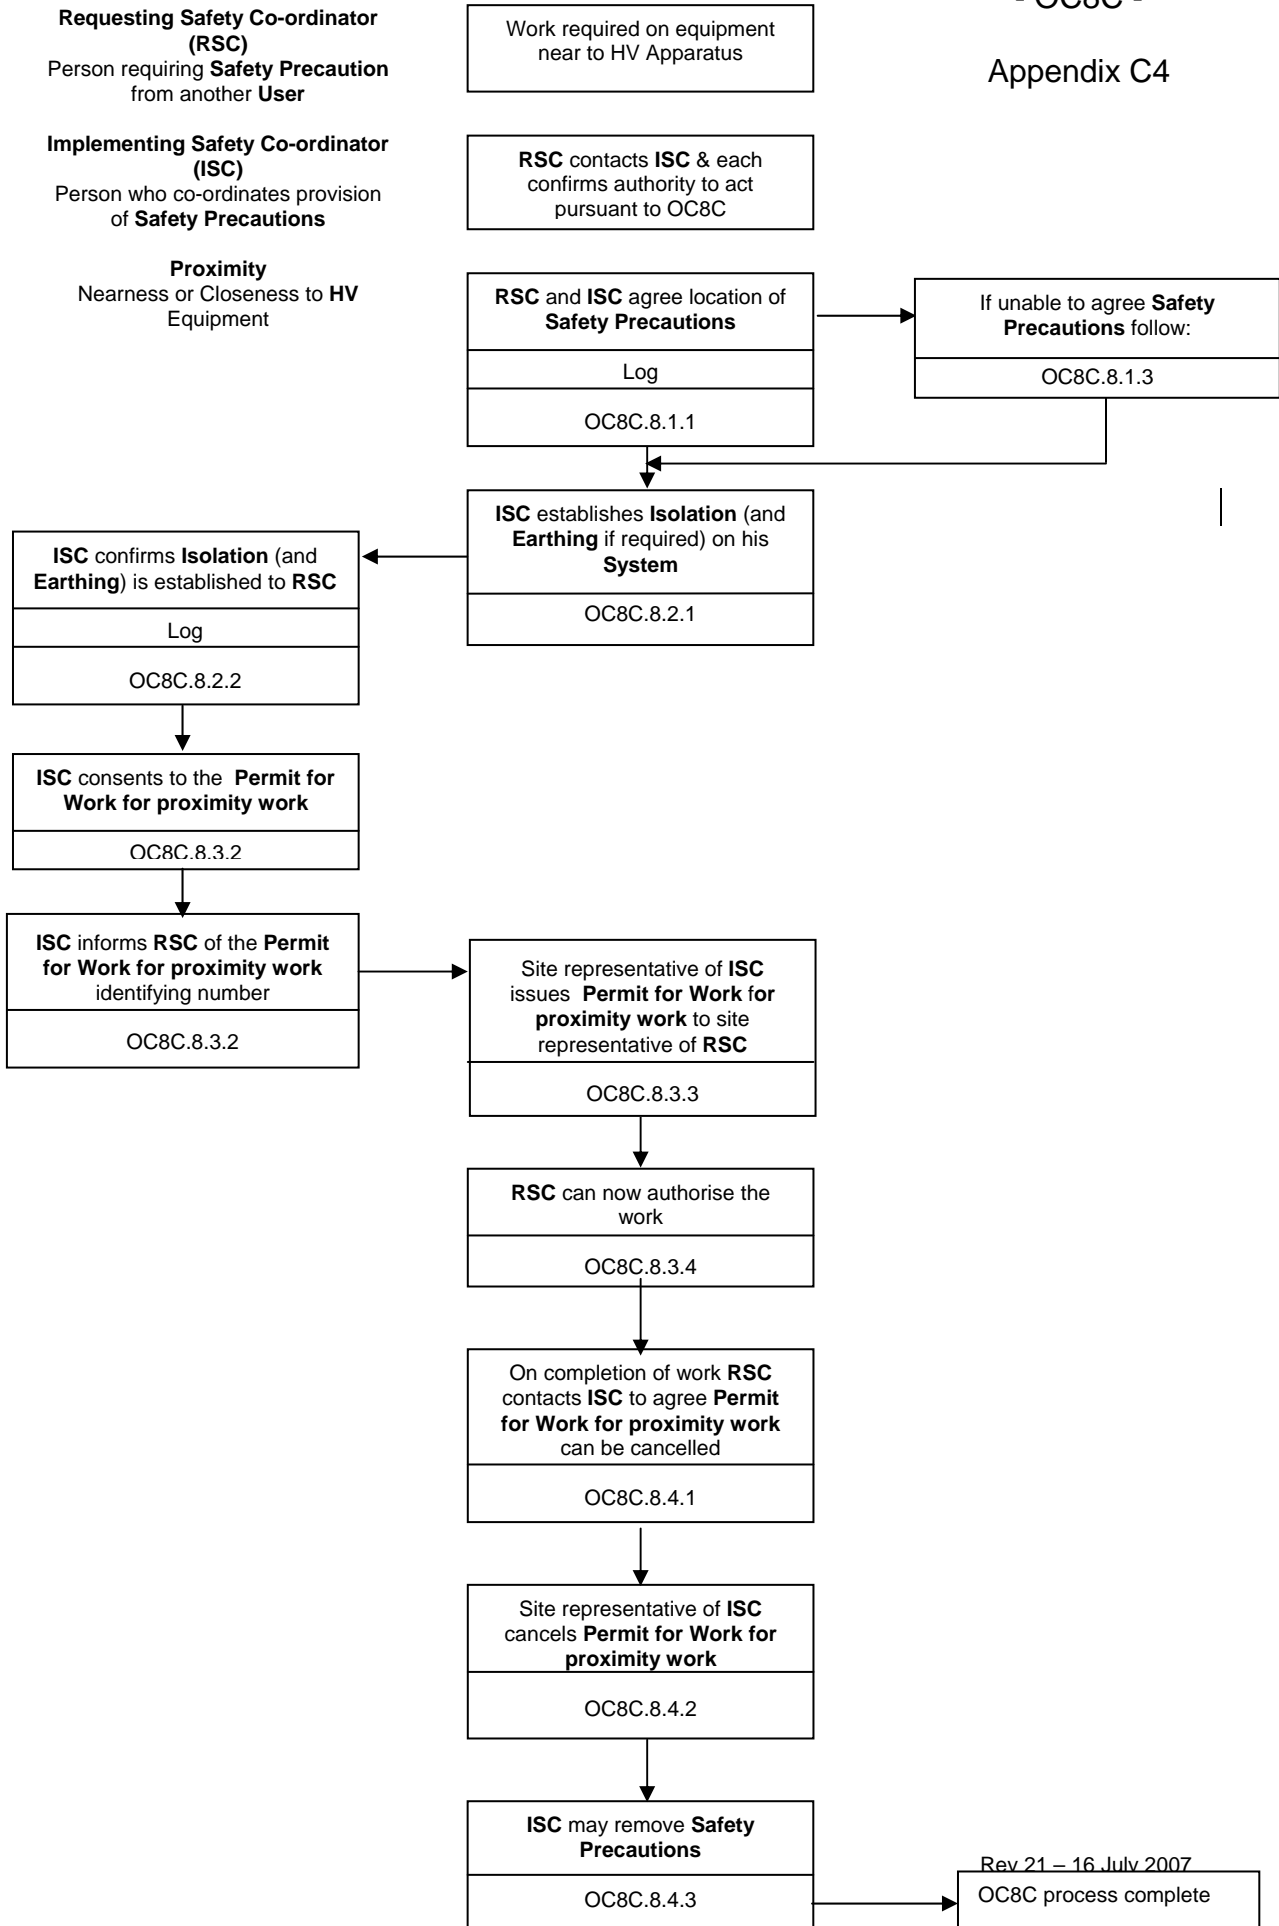 Requesting Safety Co-ordinator
(RSC)
Person requiring Safety Precaution
from another User
Work required on equipment
near to HV Apparatus
- OC8C -
Appendix C4
Implementing Safety Co-ordinator
(ISC)
Person who co-ordinates provision
of Safety Precautions
RSC contacts ISC & each
confirms authority to act
pursuant to OC8C
Proximity
Nearness or Closeness to HV
Equipment
RSC and ISC agree location of
Safety Precautions
Log
OC8C.8.1.1
If unable to agree Safety
Precautions follow:
OC8C.8.1.3
ISC establishes Isolation (and
Earthing if required) on his
System
OC8C.8.2.1
ISC confirms Isolation (and
Earthing) is established to RSC
Log
OC8C.8.2.2
ISC consents to the Permit for
Work for proximity work
OC8C.8.3.2
ISC informs RSC of the Permit
for Work for proximity work
identifying number
OC8C.8.3.2
Site representative of ISC
issues Permit for Work for
proximity work to site
representative of RSC
OC8C.8.3.3
RSC can now authorise the
work
OC8C.8.3.4
On completion of work RSC
contacts ISC to agree Permit
for Work for proximity work
can be cancelled
OC8C.8.4.1
Site representative of ISC
cancels Permit for Work for
proximity work
OC8C.8.4.2
ISC may remove Safety
Precautions
OC8C.8.4.3
Rev 21 – 16 July 2007
OC8C process complete